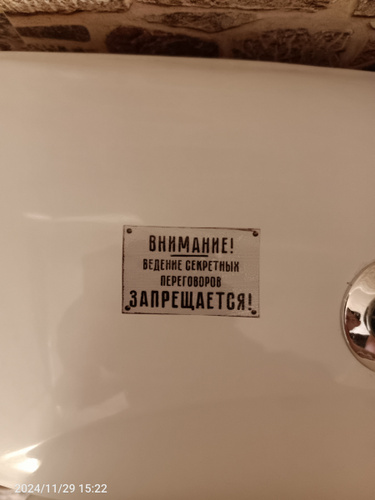 ВНИМАНИЕ!
ВЕДЕНИЕ СЕКРЕТНЫХ
ПЕРЕГОВОРОВ
ЗАПРЕЩАЕТСЯ!
2024/11/29 15:22